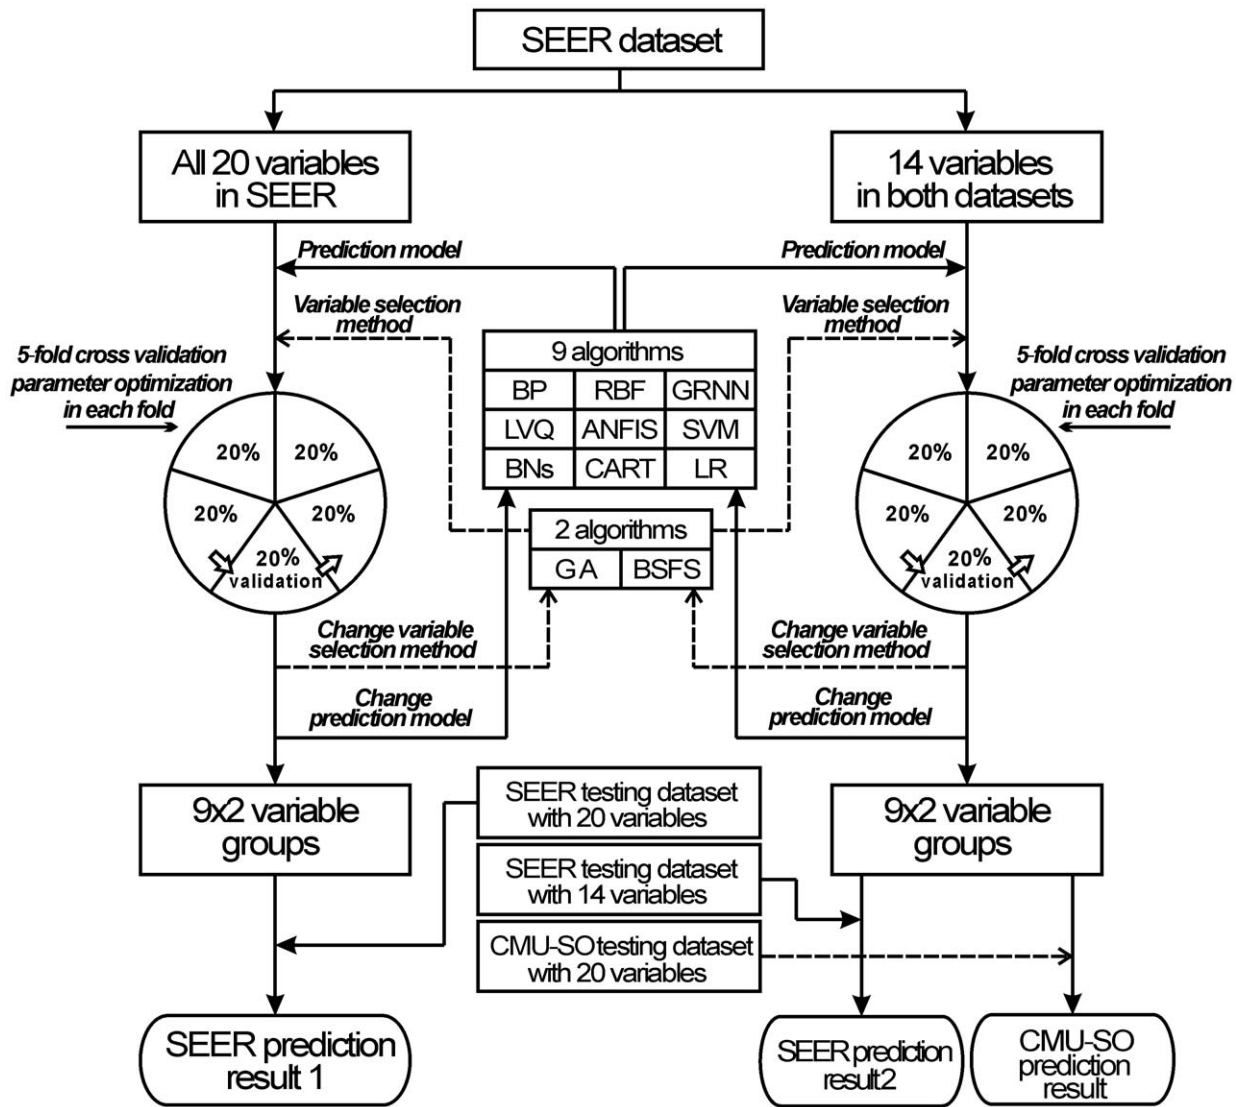 SEER dataset
All 20 variables
in SEER
14 variables
in both datasets
Prediction model
Prediction model
Variable selection
method
Variable selection
method
5-fold cross validation
parameter optimization
in each fold
9 algorithms
BP RBF GRNN
LVQ ANFIS SVM
BNs CART LR
5-fold cross validation
parameter optimization
in each fold
20% 20%
20% 20%
20%
validation
2 algorithms
GA BSFS
20% 20%
20% 20%
20%
validation
Change variable
selection method
Change variable
selection method
Change
prediction model
Change
prediction model
9x2 variable
groups
SEER testing dataset
with 20 variables
SEER testing dataset
with 14 variables
CMU-SO testing dataset
with 20 variables
9x2 variable
groups
SEER prediction
result 1
SEER prediction
result2
CMU-SO
prediction
result